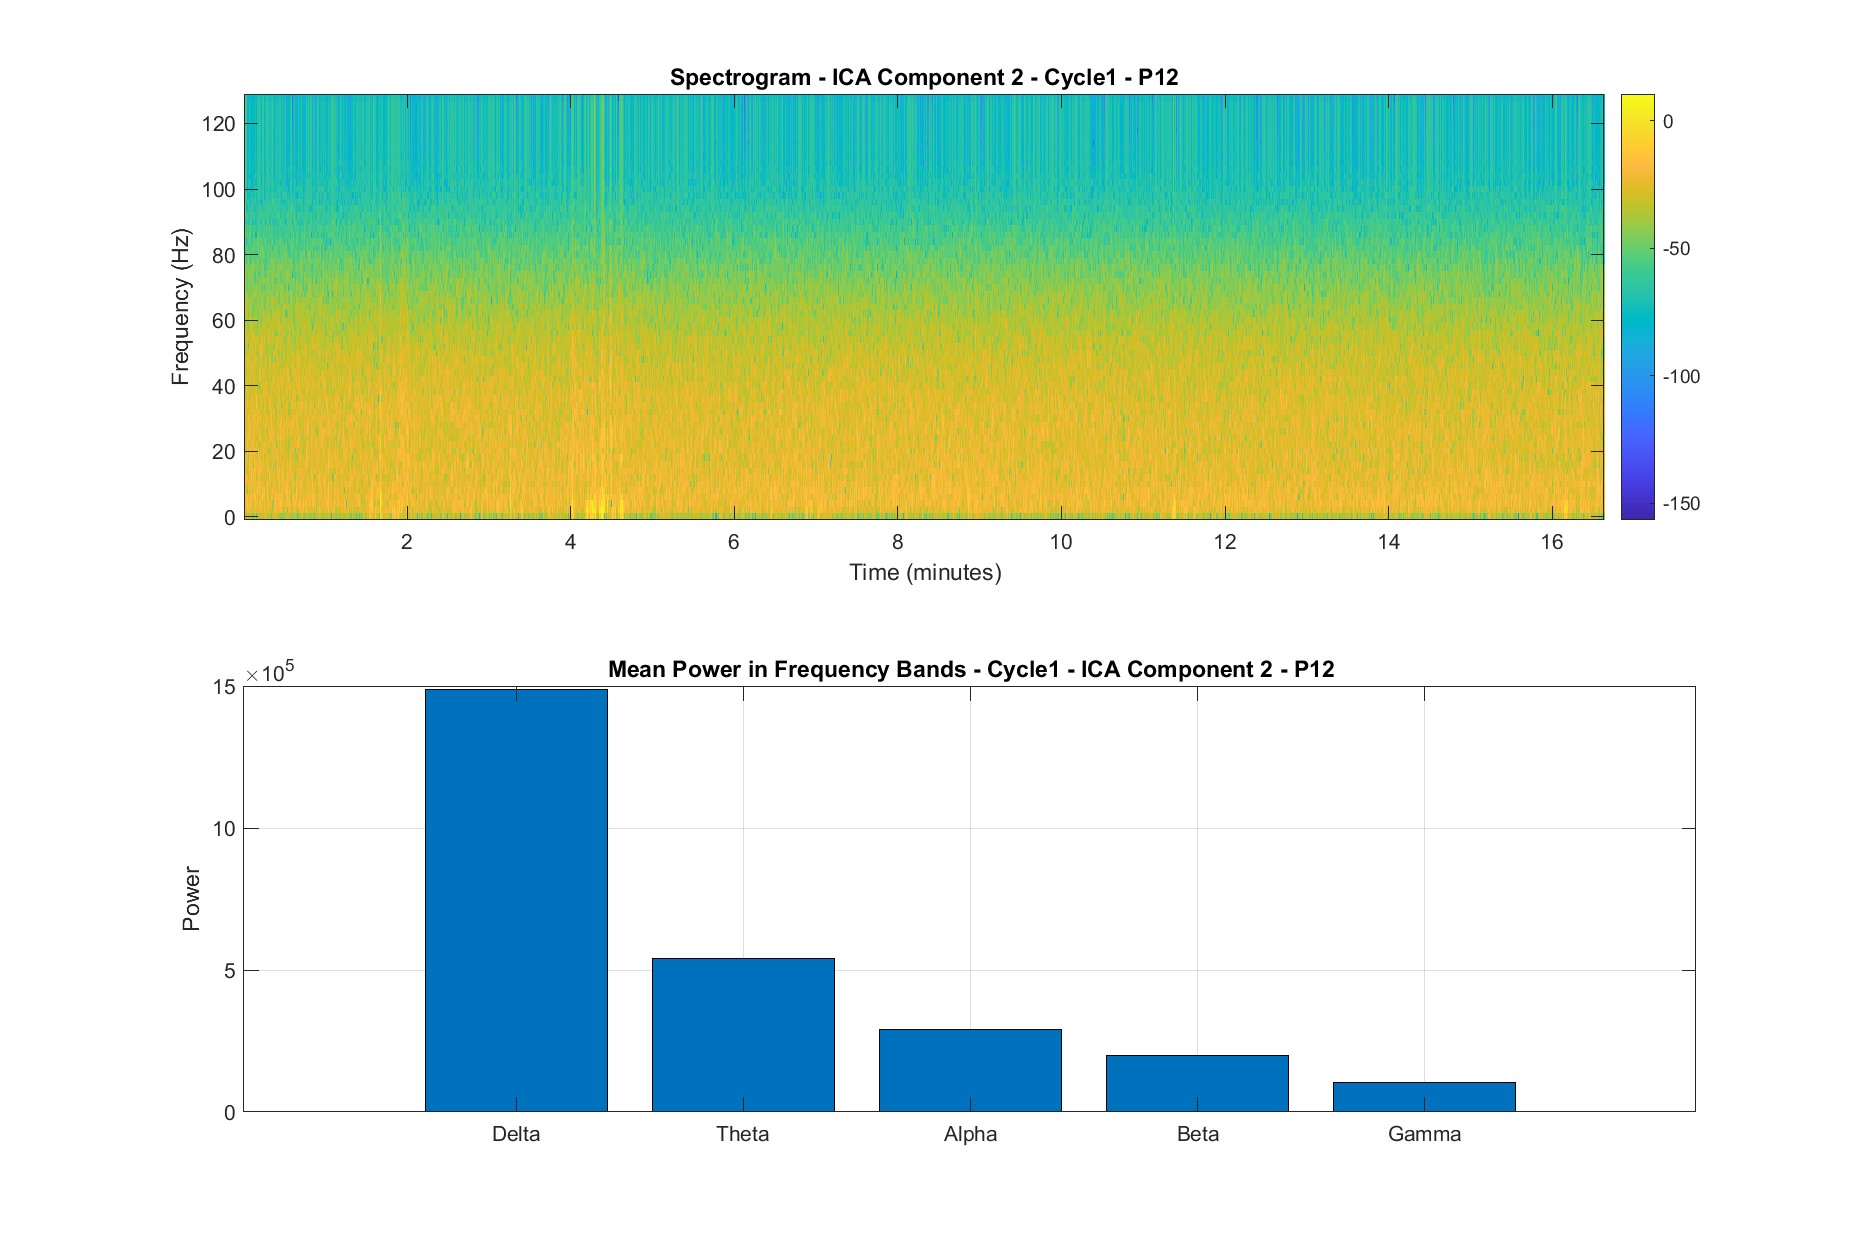 Spectrogram - ICA Component 2 - Cycle1 - P12
120
100
80
60
40
20
0
Frequency (Hz)
2 4 6 8 10 12 14 16
Time (minutes)
0
-50
-100
-150
Mean Power in Frequency Bands - Cycle1 - ICA Component 2 - P12
×10⁵
15
10
5
0
Power
Delta Theta Alpha Beta Gamma